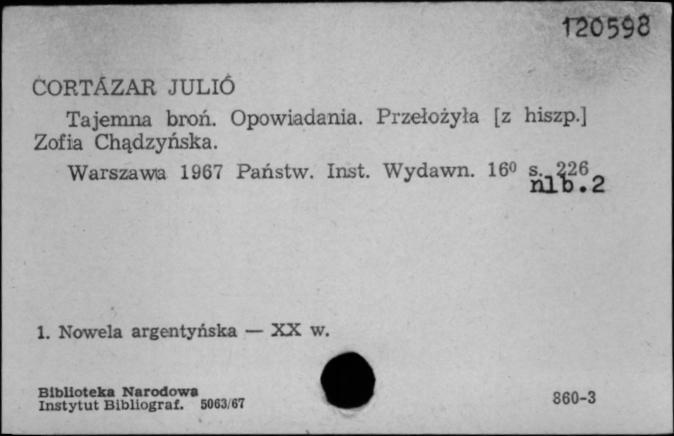 120598
CORTÁZAR JULIÓ
Tajemna broń. Opowiadania. Przełożyła [z hiszp.]
Zofia Chądzyńska.
Warszawa 1967 Państw. Inst. Wydawn. 16⁰ s. 226
nlb.2
1. Nowela argentyńska — XX w.
Biblioteka Narodowa
Instytut Bibliograf. 5063/67
860-3